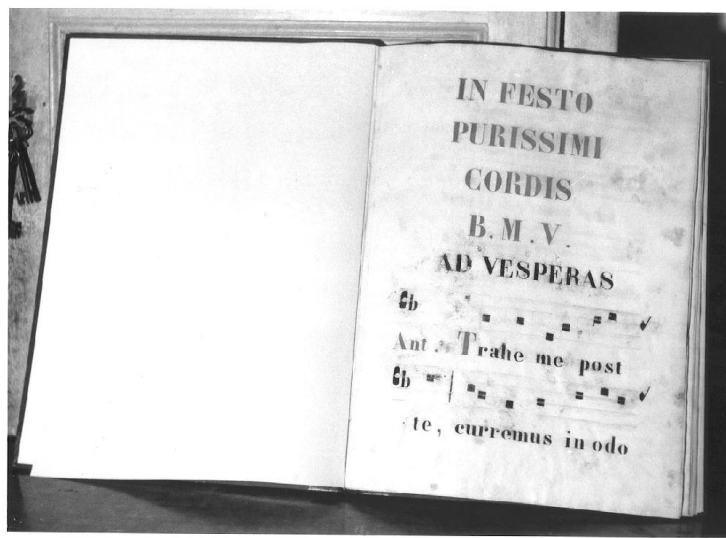 IN FESTO
PURISSIMI
CORDIS
B. M. V.
AD VESPERAS
Ant. Trahe me post
te, curremus in odo